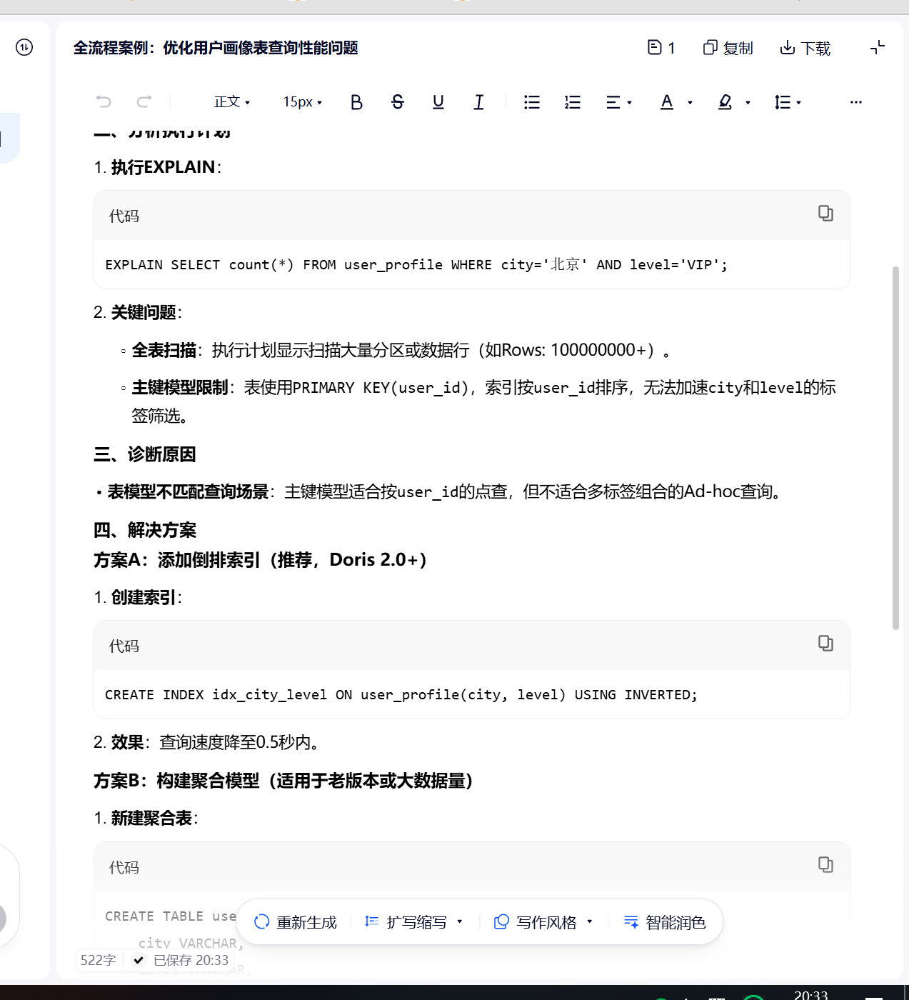 全流程案例：优化用户画像表查询性能问题
1
复制
下载
正文
15px
二、分析执行计划
1. 执行EXPLAIN：
代码
EXPLAIN SELECT count(*) FROM user_profile WHERE city='北京' AND level='VIP';
2. 关键问题：
全表扫描：执行计划显示扫描大量分区或数据行（如Rows: 100000000+）。
主键模型限制：表使用PRIMARY KEY(user_id)，索引按user_id排序，无法加速city和level的标
签筛选。
三、诊断原因
• 表模型不匹配查询场景：主键模型适合按user_id的点查，但不适合多标签组合的Ad-hoc查询。
四、解决方案
方案A：添加倒排索引（推荐，Doris 2.0+）
1. 创建索引：
代码
CREATE INDEX idx_city_level ON user_profile(city, level) USING INVERTED;
2. 效果：查询速度降至0.5秒内。
方案B：构建聚合模型（适用于老版本或大数据量）
1. 新建聚合表：
代码
CREATE TABLE use
重新生成
扩写缩写
写作风格
智能润色
city VARCHAR,
522字
已保存 20:33
20:33